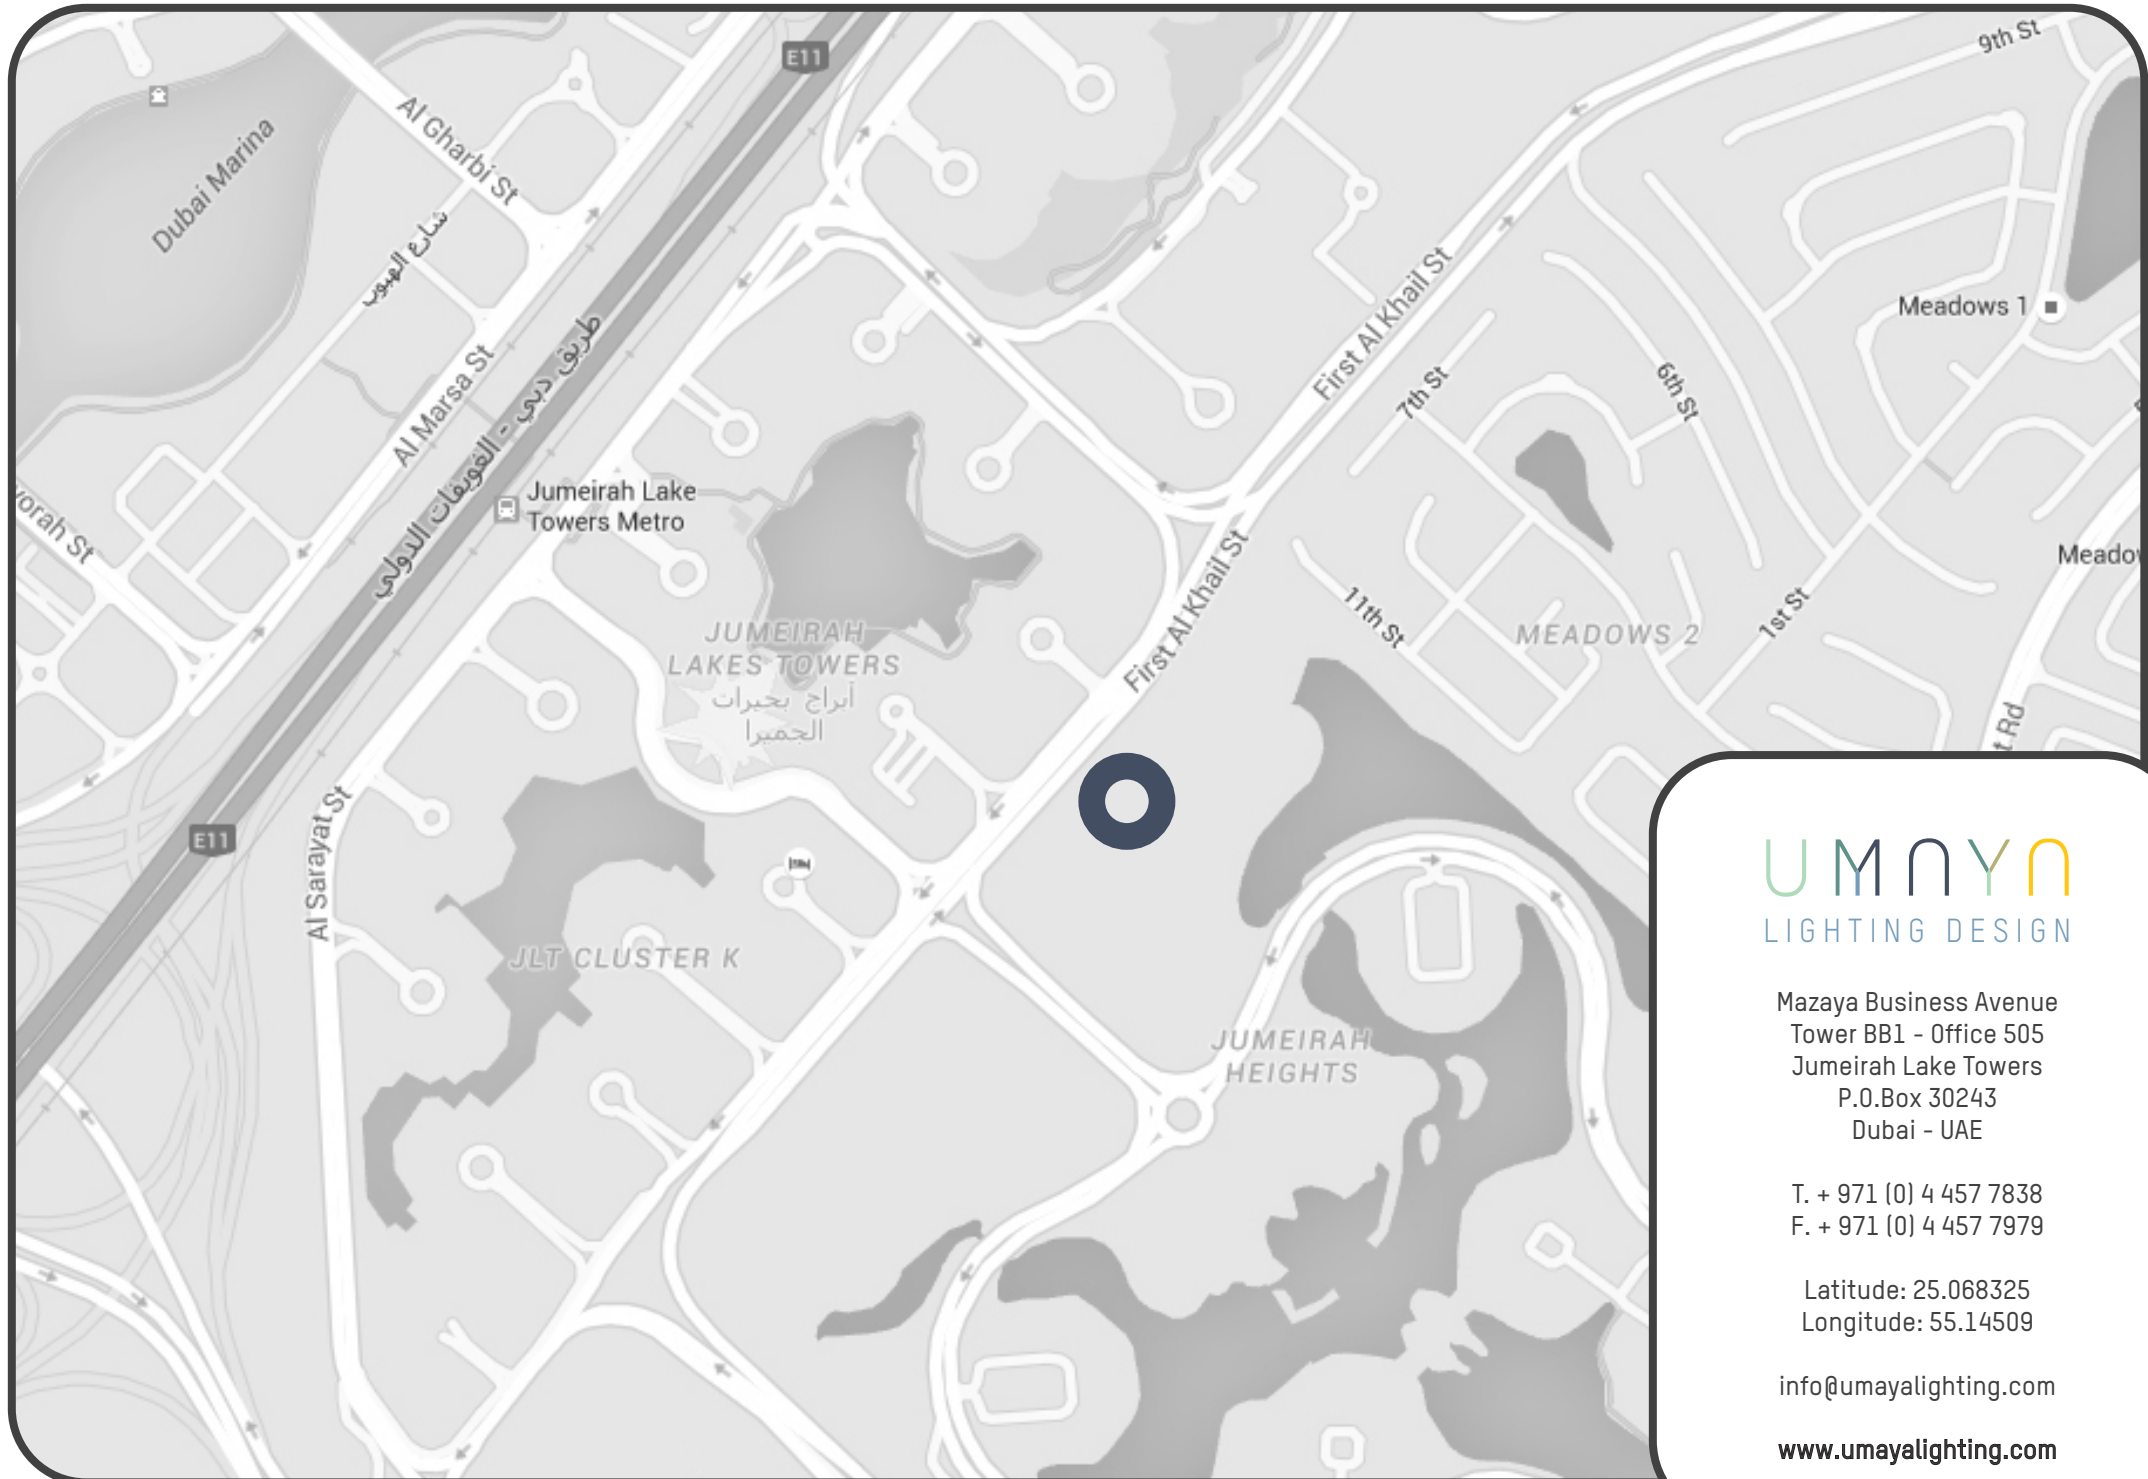 9th St
E11
Al Gharbi St
Dubai Marina
شارع الهبوب
First Al Khail St
Meadows 1
طريق دبي - الغويفات الدولي
Al Marsa St
7th St
6th St
Jumeirah Lake
Towers Metro
orah St
First Al Khail St
11th St
MEADOWS 2
1st St
Meadow
JUMEIRAH
LAKES TOWERS
أبراج بحيرات
الجميرا
t Rd
E11
Al Sarayat St
JLT CLUSTER K
JUMEIRAH
HEIGHTS
UMAYA
LIGHTING DESIGN
Mazaya Business Avenue
Tower BB1 - Office 505
Jumeirah Lake Towers
P.O.Box 30243
Dubai - UAE
T. + 971 (0) 4 457 7838
F. + 971 (0) 4 457 7979
Latitude: 25.068325
Longitude: 55.14509
info@umayalighting.com
www.umayalighting.com